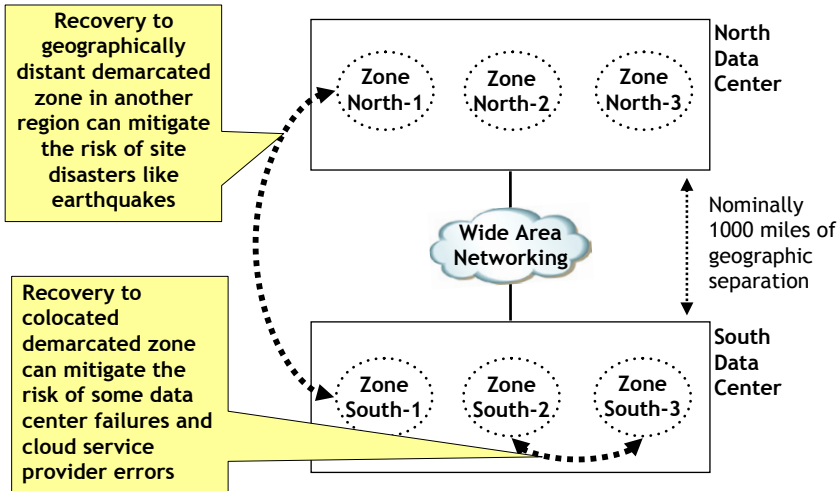 Recovery to
geographically
distant demarcated
zone in another
region can mitigate
the risk of site
disasters like
earthquakes
Zone
North-1
Zone
North-2
Zone
North-3
North
Data
Center
Wide Area
Networking
Nominally
1000 miles of
geographic
separation
Recovery to
colocated
demarcated zone
can mitigate the
risk of some data
center failures and
cloud service
provider errors
Zone
South-1
Zone
South-2
Zone
South-3
South
Data
Center